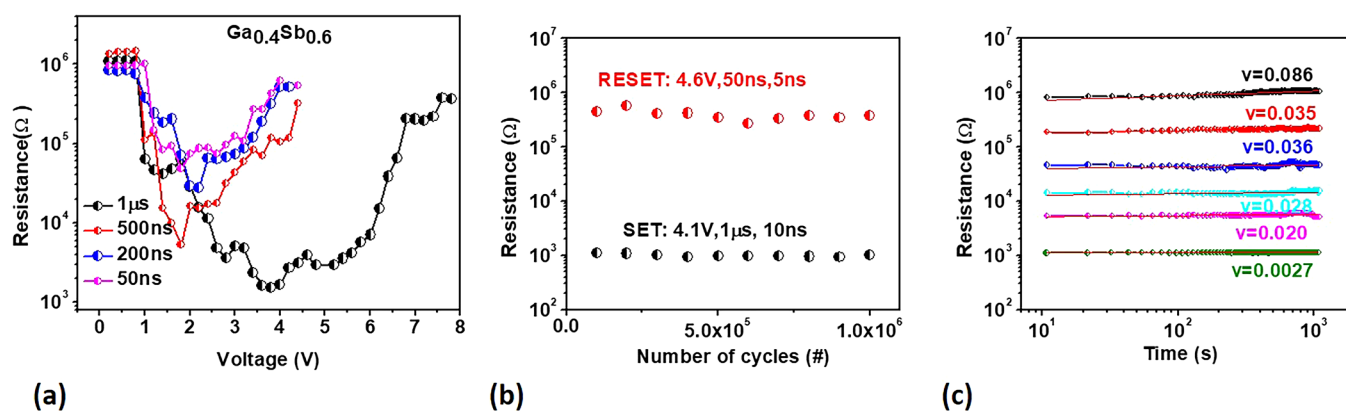 Ga0.4Sb0.6
Resistance(Ω)
10^6
10^5
10^4
10^3
1μs
500ns
200ns
50ns
0 1 2 3 4 5 6 7 8
Voltage (V)
(a)
Resistance (Ω)
10^7
10^6
10^5
10^4
10^3
10^2
RESET: 4.6V,50ns,5ns
SET: 4.1V,1μs, 10ns
0.0 5.0x10^5 1.0x10^6
Number of cycles (#)
(b)
Resistance (Ω)
10^7
10^6
10^5
10^4
10^3
10^2
v=0.086
v=0.035
v=0.036
v=0.028
v=0.020
v=0.0027
10^1 10^2 10^3
Time (s)
(c)